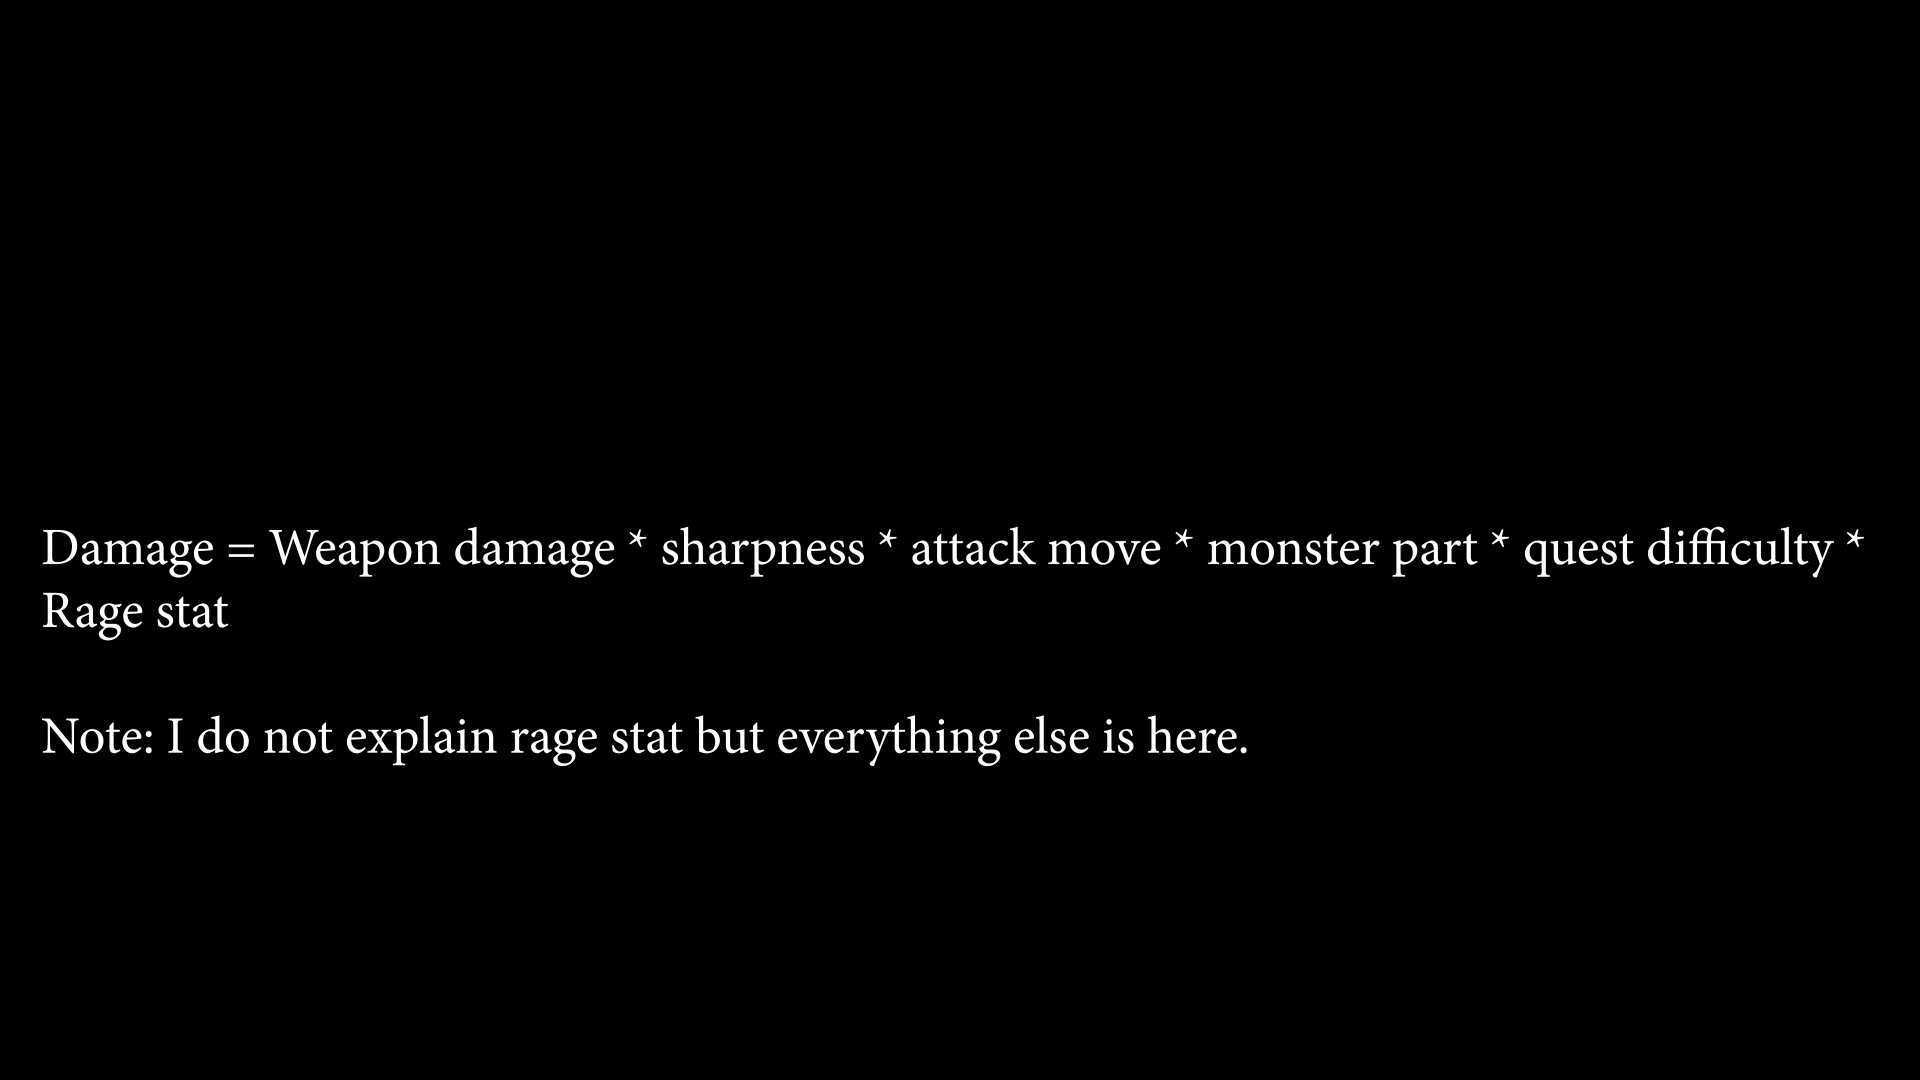 Damage = Weapon damage * sharpness * attack move * monster part * quest difficulty *
Rage stat
Note: I do not explain rage stat but everything else is here.